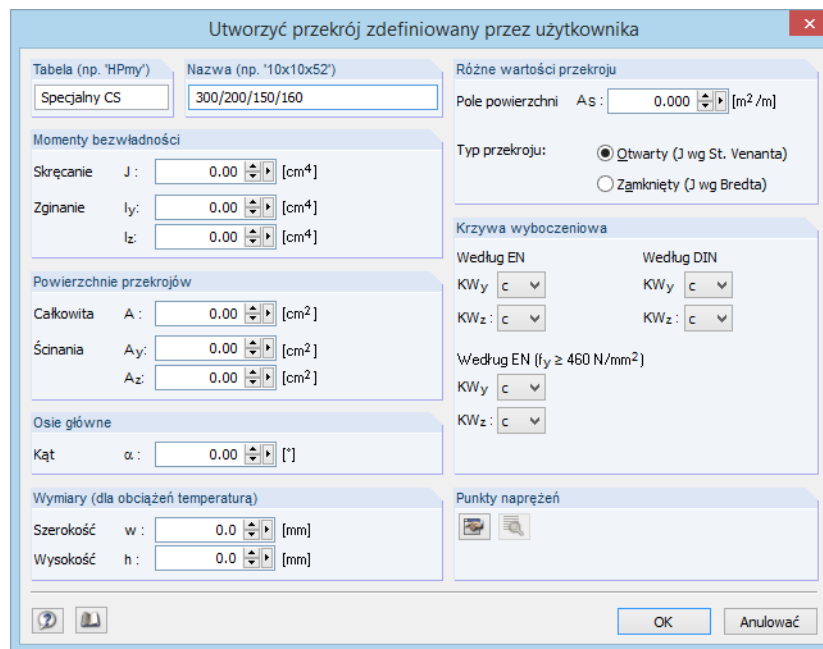 Utworzyć przekrój zdefiniowany przez użytkownika
Tabela (np. 'HPmy')
Nazwa (np. '10x10x52')
Specjalny CS
300/200/150/160
Momenty bezwładności
Skręcanie J : 0.00 [cm4]
Zginanie Iy: 0.00 [cm4]
Iz: 0.00 [cm4]
Powierzchnie przekrojów
Całkowita A : 0.00 [cm2]
Ścinania Ay: 0.00 [cm2]
Az: 0.00 [cm2]
Osie główne
Kąt α : 0.00 [°]
Wymiary (dla obciążeń temperaturą)
Szerokość w : 0.0 [mm]
Wysokość h : 0.0 [mm]
Różne wartości przekroju
Pole powierzchni As : 0.000 [m2/m]
Typ przekroju: Otwarty (J wg St. Venanta)
Zamknięty (J wg Bredta)
Krzywa wyboczeniowa
Według EN Według DIN
KWy c KWy c
KWz : c KWz : c
Według EN (fy ≥ 460 N/mm2)
KWy c
KWz : c
Punkty naprężeń
OK Anulować